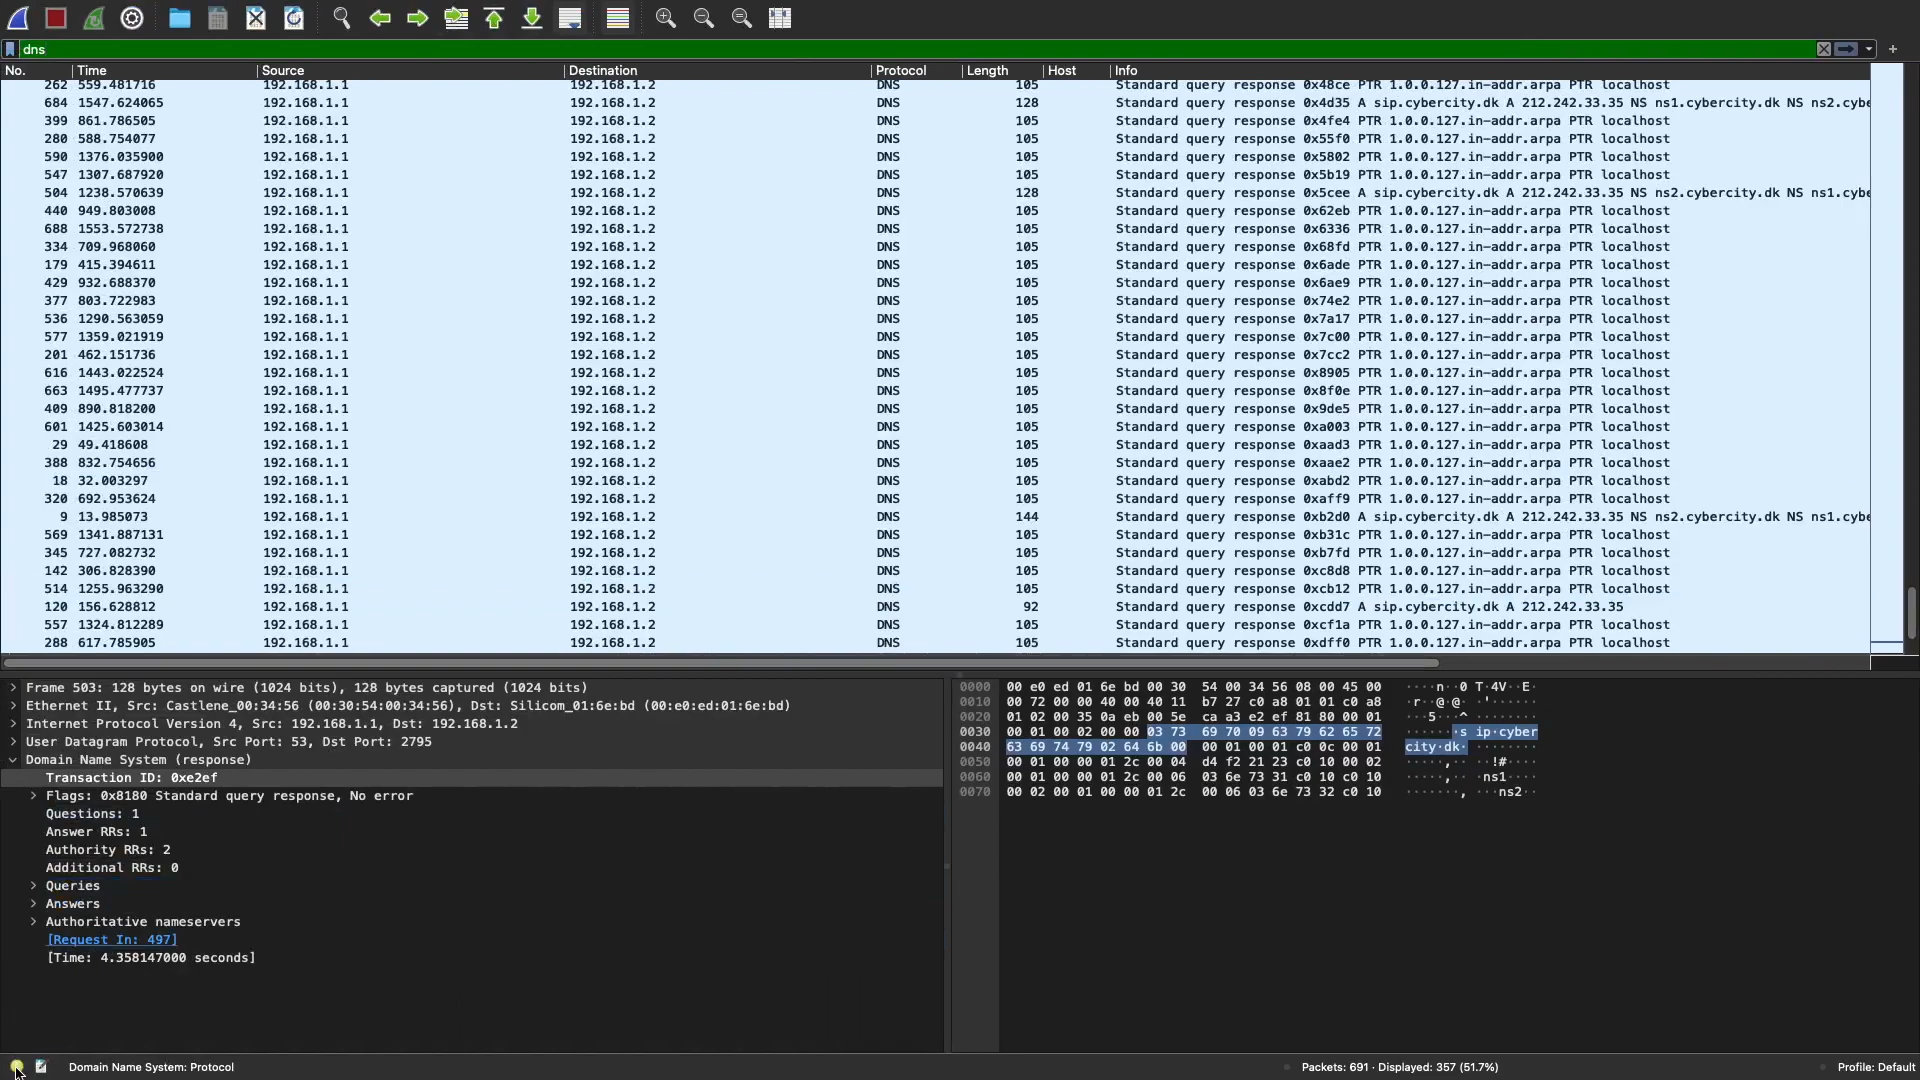 dns
No. Time Source Destination Protocol Length Host Info
262 559.481716 192.168.1.1 192.168.1.2 DNS 105 Standard query response 0x48ce PTR 1.0.0.127.in-addr.arpa PTR localhost
684 1547.624065 192.168.1.1 192.168.1.2 DNS 128 Standard query response 0x4d35 A sip.cybercity.dk A 212.242.33.35 NS ns1.cybercity.dk NS ns2.cybe
399 861.786505 192.168.1.1 192.168.1.2 DNS 105 Standard query response 0x4fe4 PTR 1.0.0.127.in-addr.arpa PTR localhost
280 588.754077 192.168.1.1 192.168.1.2 DNS 105 Standard query response 0x55f0 PTR 1.0.0.127.in-addr.arpa PTR localhost
590 1376.035900 192.168.1.1 192.168.1.2 DNS 105 Standard query response 0x5802 PTR 1.0.0.127.in-addr.arpa PTR localhost
547 1307.687920 192.168.1.1 192.168.1.2 DNS 105 Standard query response 0x5b19 PTR 1.0.0.127.in-addr.arpa PTR localhost
504 1238.570639 192.168.1.1 192.168.1.2 DNS 128 Standard query response 0x5cee A sip.cybercity.dk A 212.242.33.35 NS ns2.cybercity.dk NS ns1.cybe
440 949.803008 192.168.1.1 192.168.1.2 DNS 105 Standard query response 0x62eb PTR 1.0.0.127.in-addr.arpa PTR localhost
688 1553.572738 192.168.1.1 192.168.1.2 DNS 105 Standard query response 0x6336 PTR 1.0.0.127.in-addr.arpa PTR localhost
334 709.968060 192.168.1.1 192.168.1.2 DNS 105 Standard query response 0x68fd PTR 1.0.0.127.in-addr.arpa PTR localhost
179 415.394611 192.168.1.1 192.168.1.2 DNS 105 Standard query response 0x6ade PTR 1.0.0.127.in-addr.arpa PTR localhost
429 932.688370 192.168.1.1 192.168.1.2 DNS 105 Standard query response 0x6ae9 PTR 1.0.0.127.in-addr.arpa PTR localhost
377 803.722983 192.168.1.1 192.168.1.2 DNS 105 Standard query response 0x74e2 PTR 1.0.0.127.in-addr.arpa PTR localhost
536 1290.563059 192.168.1.1 192.168.1.2 DNS 105 Standard query response 0x7a17 PTR 1.0.0.127.in-addr.arpa PTR localhost
577 1359.021919 192.168.1.1 192.168.1.2 DNS 105 Standard query response 0x7c00 PTR 1.0.0.127.in-addr.arpa PTR localhost
201 462.151736 192.168.1.1 192.168.1.2 DNS 105 Standard query response 0x7cc2 PTR 1.0.0.127.in-addr.arpa PTR localhost
616 1443.022524 192.168.1.1 192.168.1.2 DNS 105 Standard query response 0x8905 PTR 1.0.0.127.in-addr.arpa PTR localhost
663 1495.477737 192.168.1.1 192.168.1.2 DNS 105 Standard query response 0x8f0e PTR 1.0.0.127.in-addr.arpa PTR localhost
409 890.818200 192.168.1.1 192.168.1.2 DNS 105 Standard query response 0x9de5 PTR 1.0.0.127.in-addr.arpa PTR localhost
601 1425.603014 192.168.1.1 192.168.1.2 DNS 105 Standard query response 0xa003 PTR 1.0.0.127.in-addr.arpa PTR localhost
29 49.418608 192.168.1.1 192.168.1.2 DNS 105 Standard query response 0xaad3 PTR 1.0.0.127.in-addr.arpa PTR localhost
388 832.754656 192.168.1.1 192.168.1.2 DNS 105 Standard query response 0xaae2 PTR 1.0.0.127.in-addr.arpa PTR localhost
18 32.003297 192.168.1.1 192.168.1.2 DNS 105 Standard query response 0xabd2 PTR 1.0.0.127.in-addr.arpa PTR localhost
320 692.953624 192.168.1.1 192.168.1.2 DNS 105 Standard query response 0xaff9 PTR 1.0.0.127.in-addr.arpa PTR localhost
9 13.985073 192.168.1.1 192.168.1.2 DNS 144 Standard query response 0xb2d0 A sip.cybercity.dk A 212.242.33.35 NS ns2.cybercity.dk NS ns1.cybe
569 1341.887131 192.168.1.1 192.168.1.2 DNS 105 Standard query response 0xb31c PTR 1.0.0.127.in-addr.arpa PTR localhost
345 727.082732 192.168.1.1 192.168.1.2 DNS 105 Standard query response 0xb7fd PTR 1.0.0.127.in-addr.arpa PTR localhost
142 306.828390 192.168.1.1 192.168.1.2 DNS 105 Standard query response 0xc8d8 PTR 1.0.0.127.in-addr.arpa PTR localhost
514 1255.963290 192.168.1.1 192.168.1.2 DNS 105 Standard query response 0xcb12 PTR 1.0.0.127.in-addr.arpa PTR localhost
120 156.628812 192.168.1.1 192.168.1.2 DNS 92 Standard query response 0xcdd7 A sip.cybercity.dk A 212.242.33.35
557 1324.812289 192.168.1.1 192.168.1.2 DNS 105 Standard query response 0xcf1a PTR 1.0.0.127.in-addr.arpa PTR localhost
288 617.785905 192.168.1.1 192.168.1.2 DNS 105 Standard query response 0xdff0 PTR 1.0.0.127.in-addr.arpa PTR localhost
Frame 503: 128 bytes on wire (1024 bits), 128 bytes captured (1024 bits)
Ethernet II, Src: Castlene_00:34:56 (00:30:54:00:34:56), Dst: Silicom_01:6e:bd (00:e0:ed:01:6e:bd)
Internet Protocol Version 4, Src: 192.168.1.1, Dst: 192.168.1.2
User Datagram Protocol, Src Port: 53, Dst Port: 2795
Domain Name System (response)
Transaction ID: 0xe2ef
Flags: 0x8180 Standard query response, No error
Questions: 1
Answer RRs: 1
Authority RRs: 2
Additional RRs: 0
Queries
Answers
Authoritative nameservers
[Request In: 497]
[Time: 4.358147000 seconds]
0000 00 e0 ed 01 6e bd 00 30 54 00 34 56 08 00 45 00 ····n··0 T·4V··E·
0010 00 72 00 00 40 00 40 11 b7 27 c0 a8 01 01 c0 a8 ·r··@·@· ·'······
0020 01 02 00 35 0a eb 00 5e ca a3 e2 ef 81 80 00 01 ···5···^ ········
0030 00 01 00 02 00 00 03 73 69 70 09 63 79 62 65 72 ·······s ip·cyber
0040 63 69 74 79 02 64 6b 00 00 01 00 01 c0 0c 00 01 city·dk· ········
0050 00 01 00 00 01 2c 00 04 d4 f2 21 23 c0 10 00 02 ·····,·· ··!#····
0060 00 01 00 00 01 2c 00 06 03 6e 73 31 c0 10 c0 10 ·····,·· ·ns1····
0070 00 02 00 01 00 00 01 2c 00 06 03 6e 73 32 c0 10 ·······, ···ns2··
Domain Name System: Protocol
Packets: 691 · Displayed: 357 (51.7%)
Profile: Default